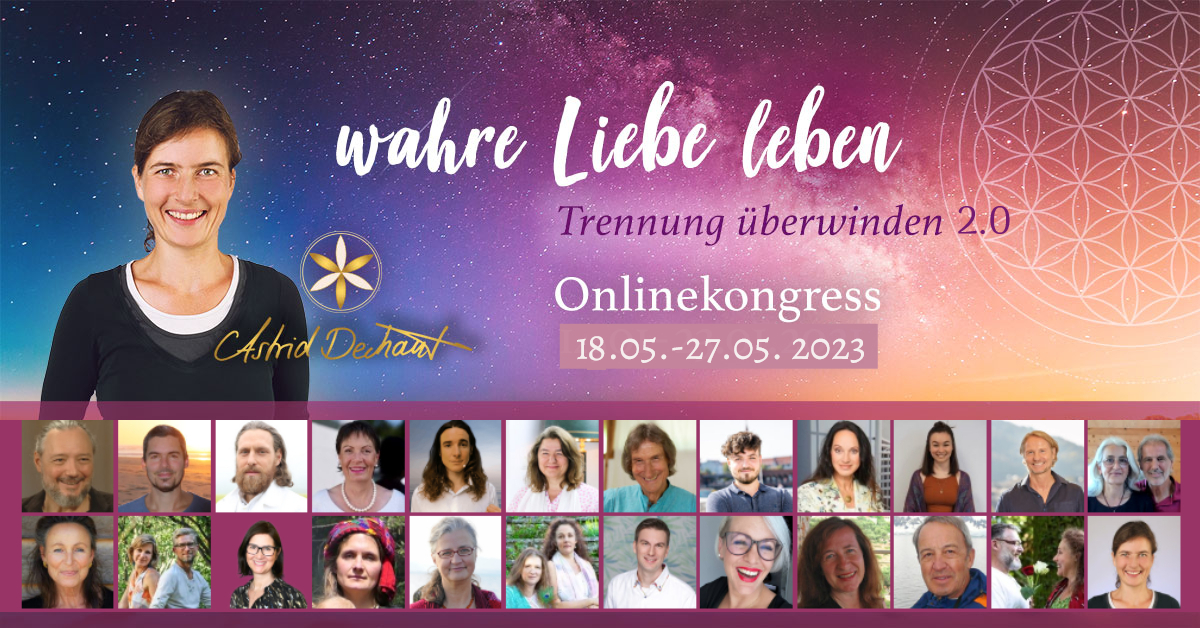 wahre Liebe leben
Trennung überwinden 2.0
Onlinekongress
18.05.-27.05. 2023
Astrid Dechant